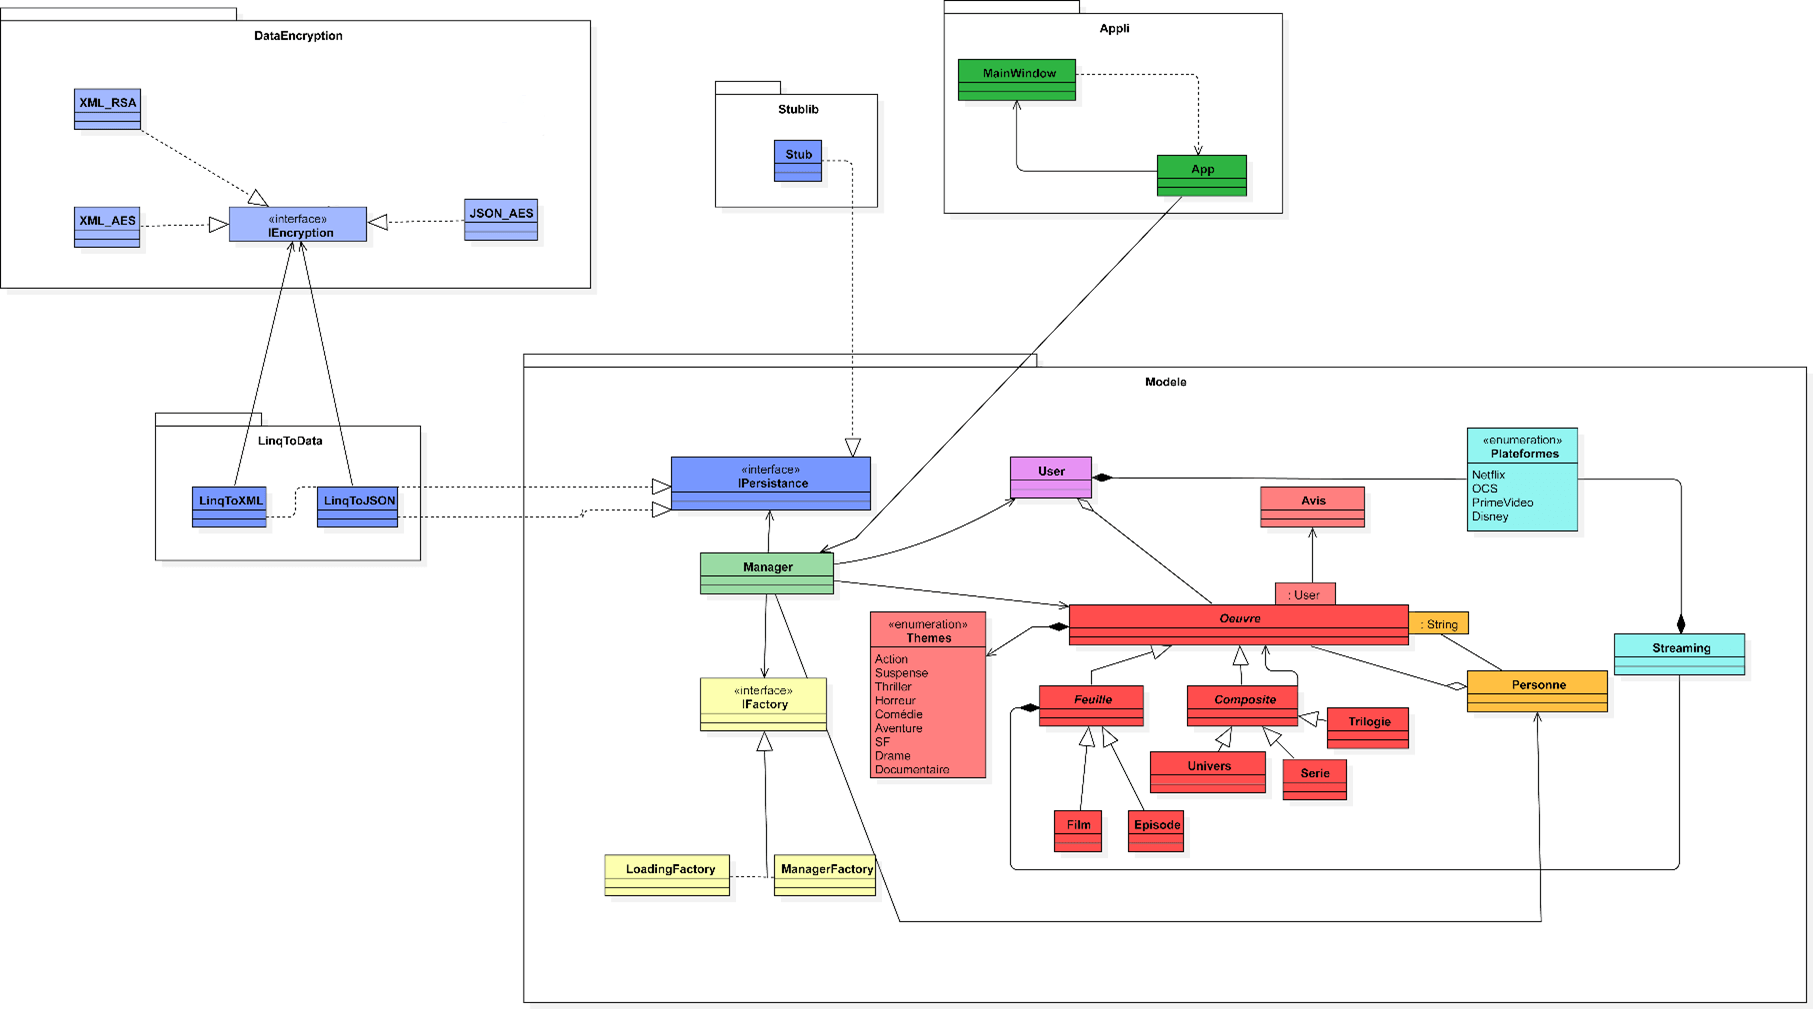 DataEncryption
XML_RSA
XML_AES
«interface»
IEncryption
JSON_AES
Stublib
Stub
Appli
MainWindow
App
LinqToData
LinqToXML
LinqToJSON
Modele
«interface»
IPersistance
User
«enumeration»
Plateformes
Netflix
OCS
PrimeVideo
Disney
Avis
Manager
: User
Oeuvre
: String
«enumeration»
Themes
Action
Suspense
Thriller
Horreur
Comédie
Aventure
SF
Drame
Documentaire
Streaming
Personne
«interface»
IFactory
Feuille
Composite
Trilogie
Univers
Serie
Film
Episode
LoadingFactory
ManagerFactory